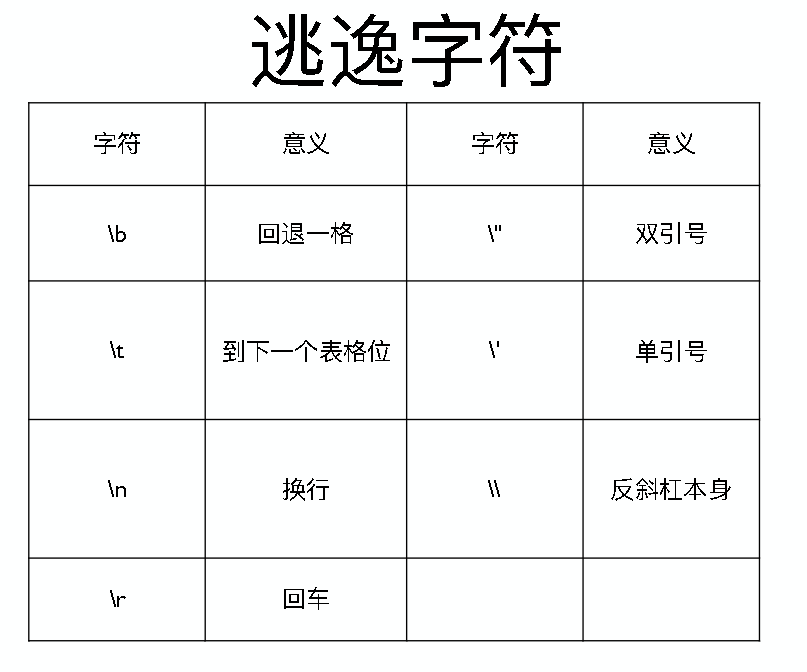 逃逸字符
字符 意义 字符 意义
\b 回退一格 \" 双引号
\t 到下一个表格位 \' 单引号
\n 换行 \\ 反斜杠本身
\r 回车